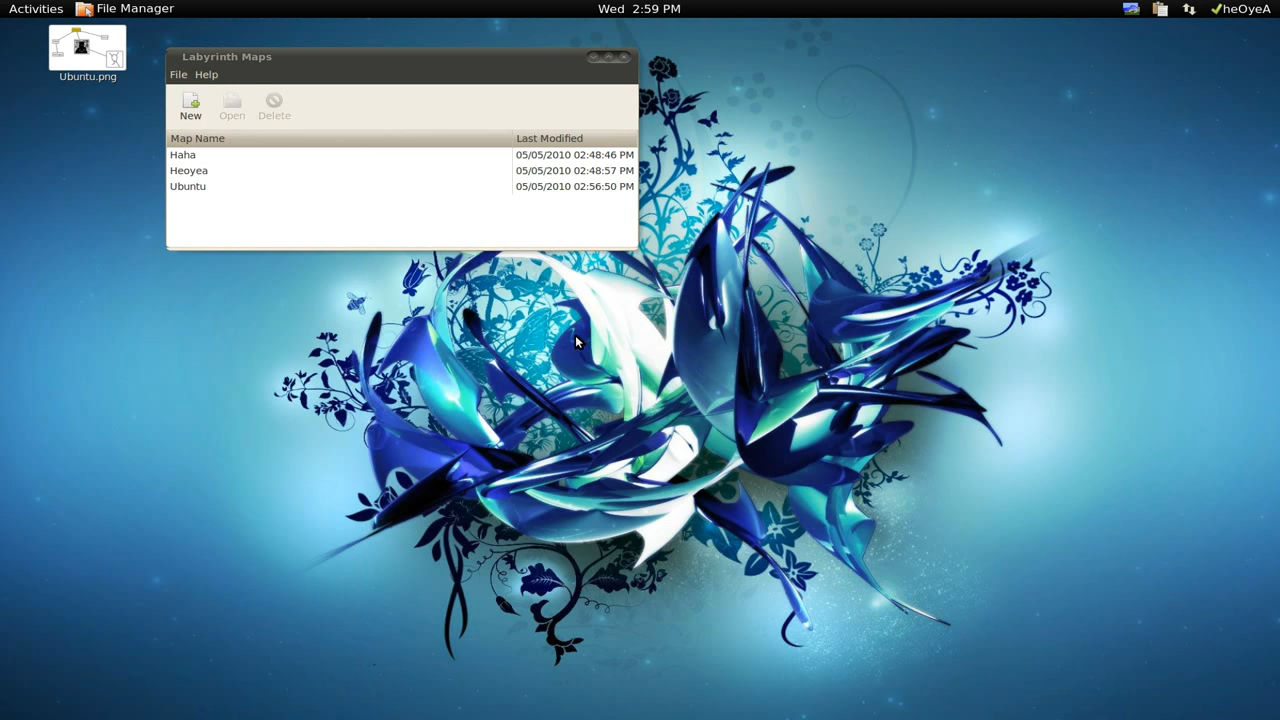 Activities File Manager Wed 2:59 PM heOyeA
Ubuntu.png
Labyrinth Maps
File Help
New Open Delete
Map Name Last Modified
Haha 05/05/2010 02:48:46 PM
Heoyea 05/05/2010 02:48:57 PM
Ubuntu 05/05/2010 02:56:50 PM